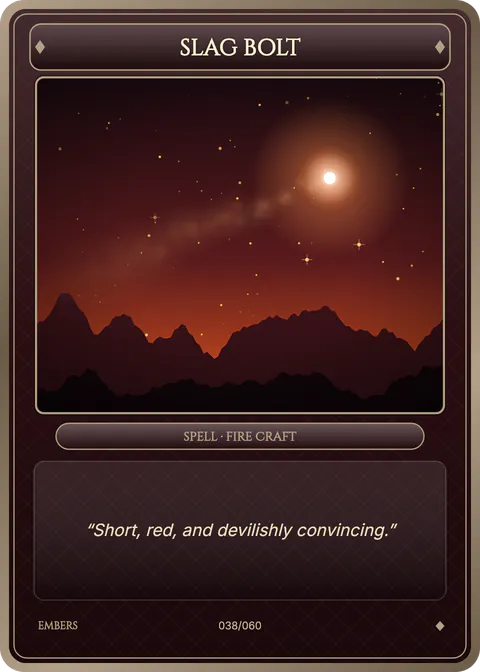 SLAG BOLT
SPELL · FIRE CRAFT
“Short, red, and devilishly convincing.”
EMBERS
038/060